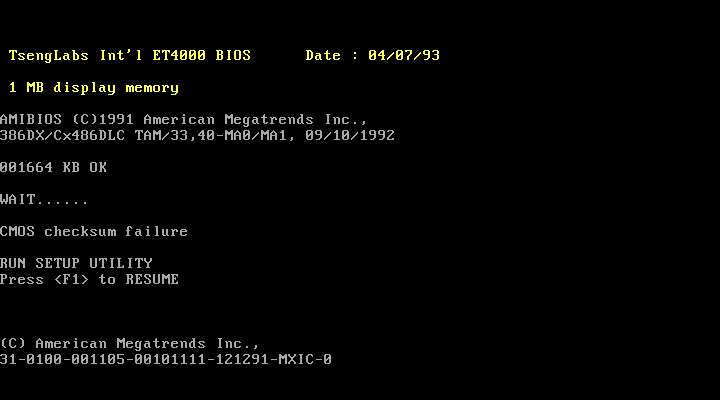 TsengLabs Int'l ET4000 BIOS Date : 04/07/93
1 MB display memory
AMIBIOS (C)1991 American Megatrends Inc.,
386DX/Cx486DLC TAM/33,40-MA0/MA1, 09/10/1992
001664 KB OK
WAIT......
CMOS checksum failure
RUN SETUP UTILITY
Press <F1> to RESUME
(C) American Megatrends Inc.,
31-0100-001105-00101111-121291-MXIC-0